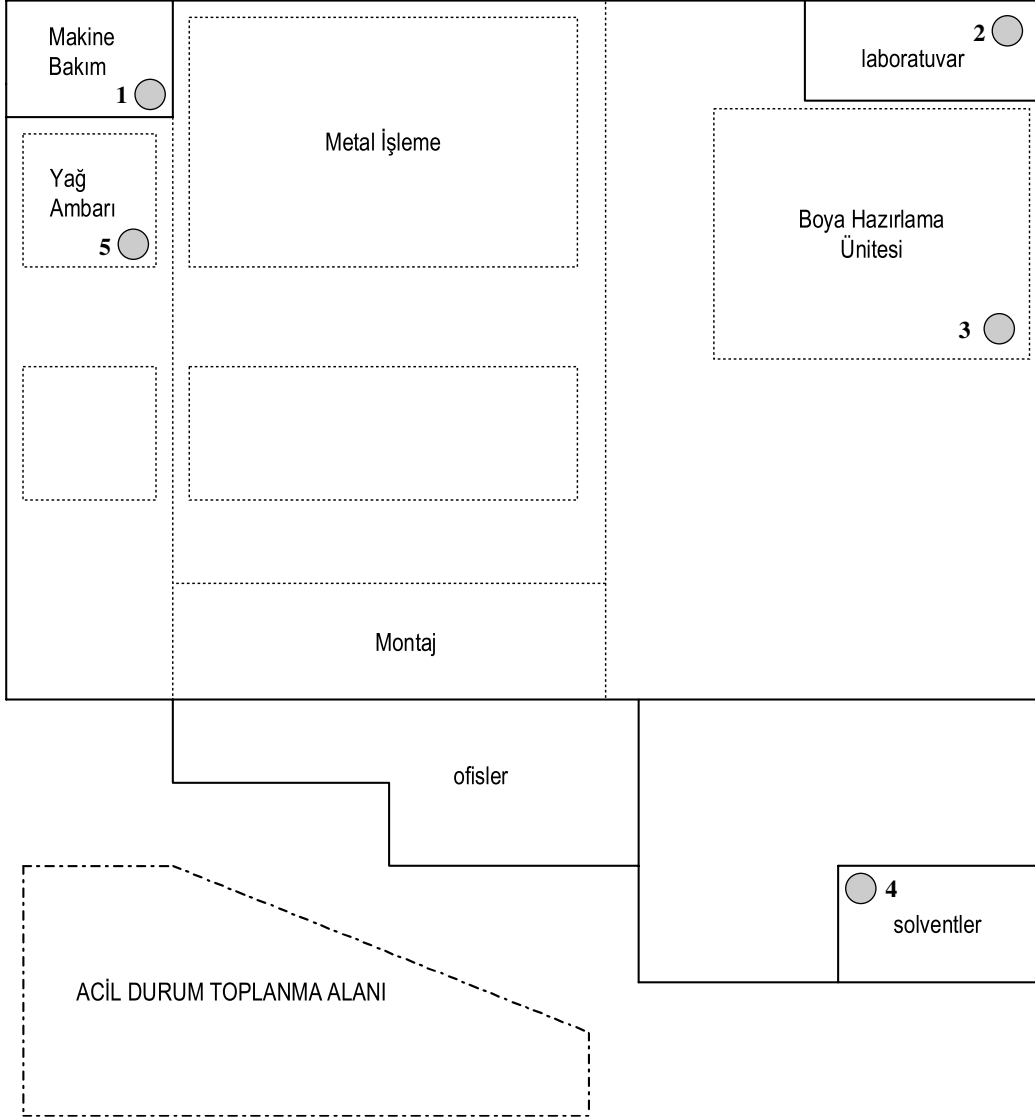 Makine
Bakım
1
2
laboratuvar
Metal İşleme
Yağ
Ambarı
5
Boya Hazırlama
Ünitesi
3
Montaj
ofisler
4
solventler
ACİL DURUM TOPLANMA ALANI